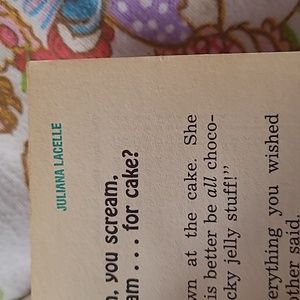 JULIANA LACELLE
, you scream,
am . . . for cake?
wn at the cake. She
is better be all choco-
cky jelly stuff!"
erything you wished
ther said